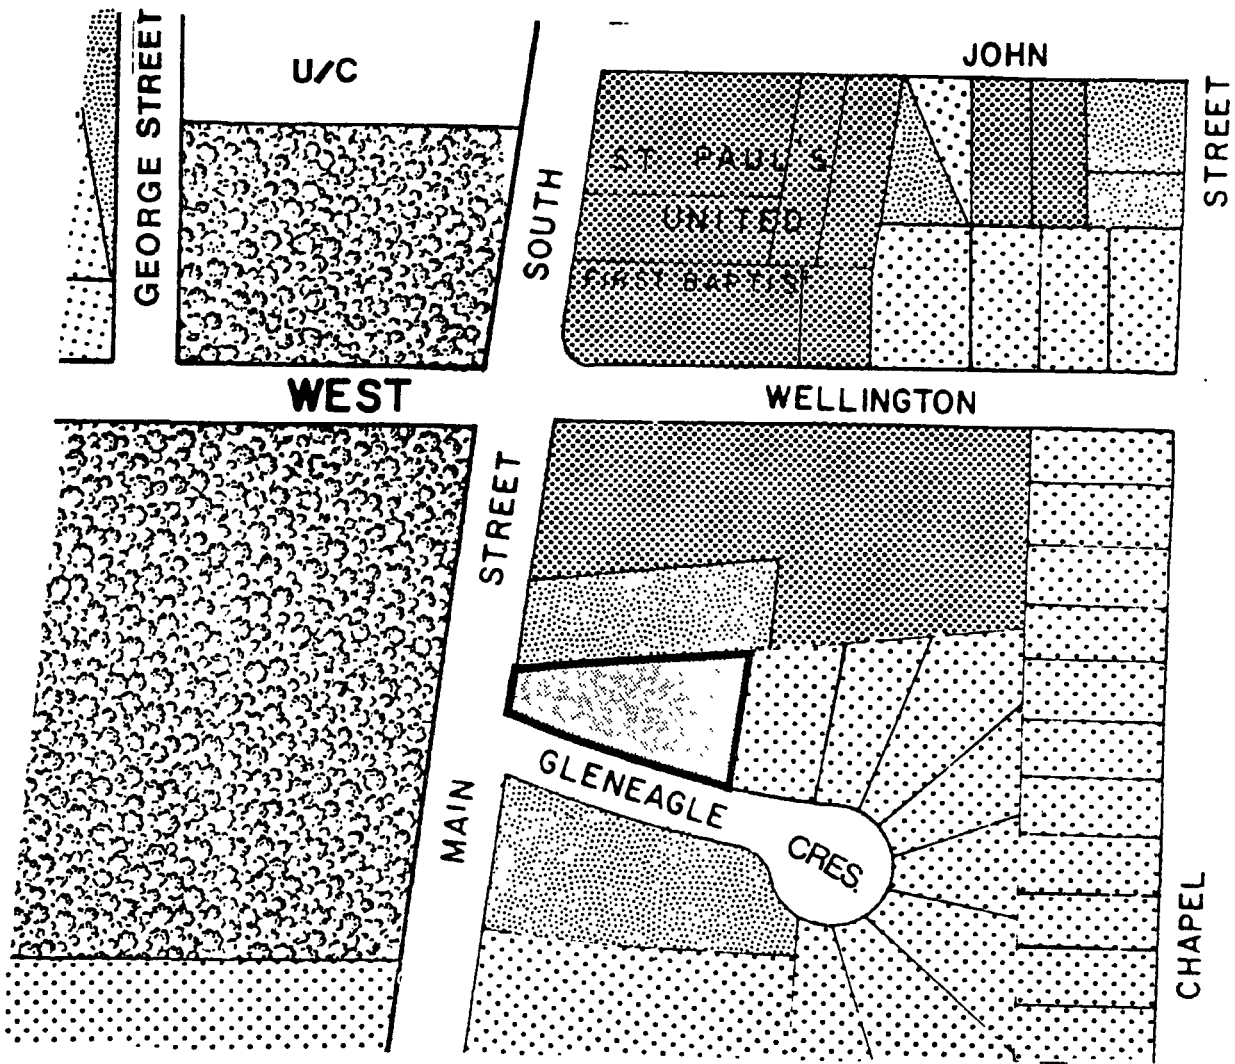 JOHN
U/C
GEORGE STREET
STREET
ST PAUL'S
UNITED
FIRST BAPTIST
SOUTH
WEST
WELLINGTON
STREET
GLENEAGLE
CRES.
MAIN
CHAPEL